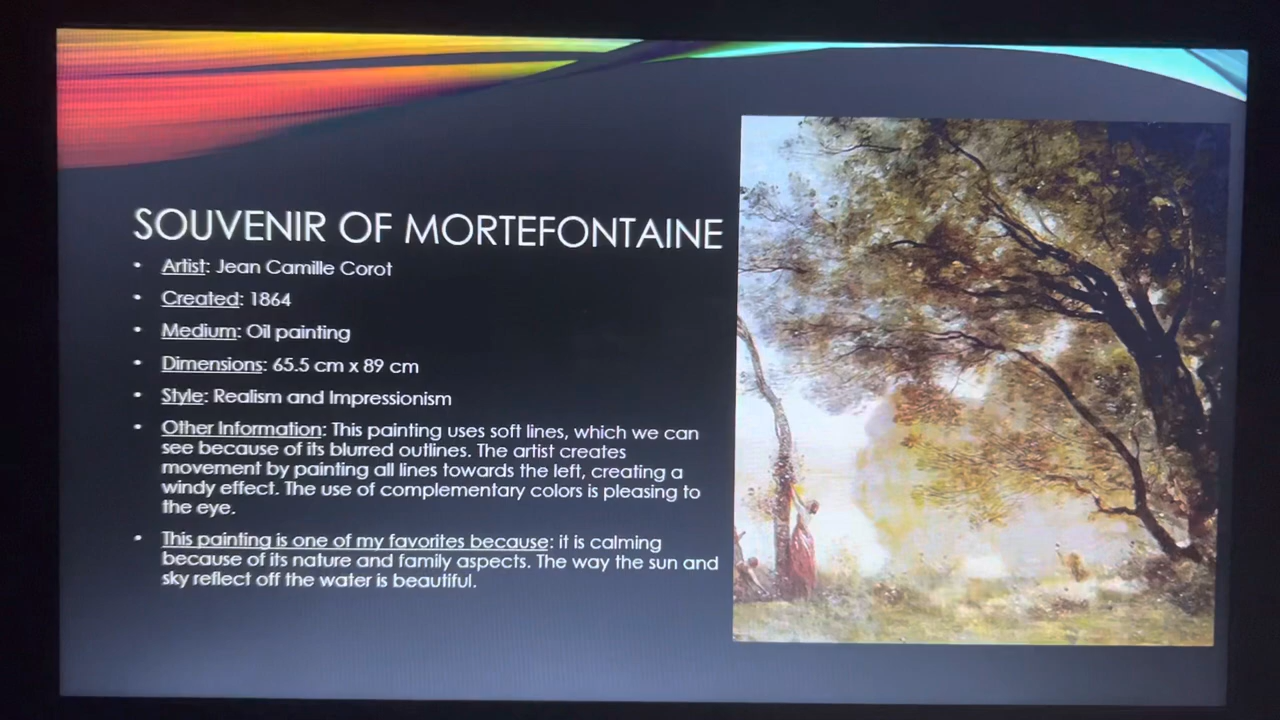 SOUVENIR OF MORTEFONTAINE
• Artist: Jean Camille Corot
• Created: 1864
• Medium: Oil painting
• Dimensions: 65.5 cm x 89 cm
• Style: Realism and Impressionism
• Other Information: This painting uses soft lines, which we can
see because of its blurred outlines. The artist creates
movement by painting all lines towards the left, creating a
windy effect. The use of complementary colors is pleasing to
the eye.
• This painting is one of my favorites because: it is calming
because of its nature and family aspects. The way the sun and
sky reflect off the water is beautiful.